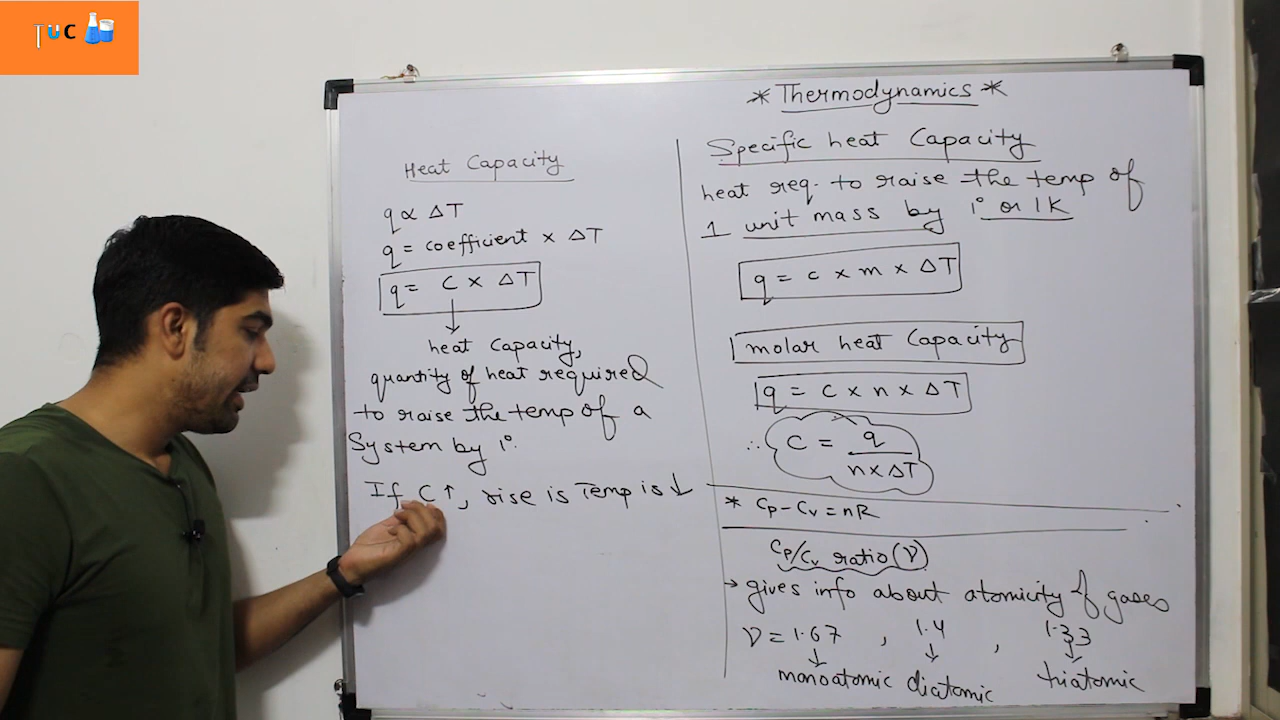 TUC
* Thermodynamics *
Heat Capacity
q ∝ ΔT
q = coefficient × ΔT
q = C × ΔT
heat Capacity,
quantity of heat required
to raise the temp of a
System by 1°.
If C↑, rise is Temp is ↓
Specific heat Capacity
heat req. to raise the temp of
1 unit mass by 1° or 1K
q = c × m × ΔT
molar heat Capacity
q = c × n × ΔT
∴ C = q / n×ΔT
* Cp - Cv = nR
Cp/Cv ratio (γ)
→ gives info about atomicity of gases
γ = 1.67 , 1.4 , 1.33
monoatomic diatomic triatomic